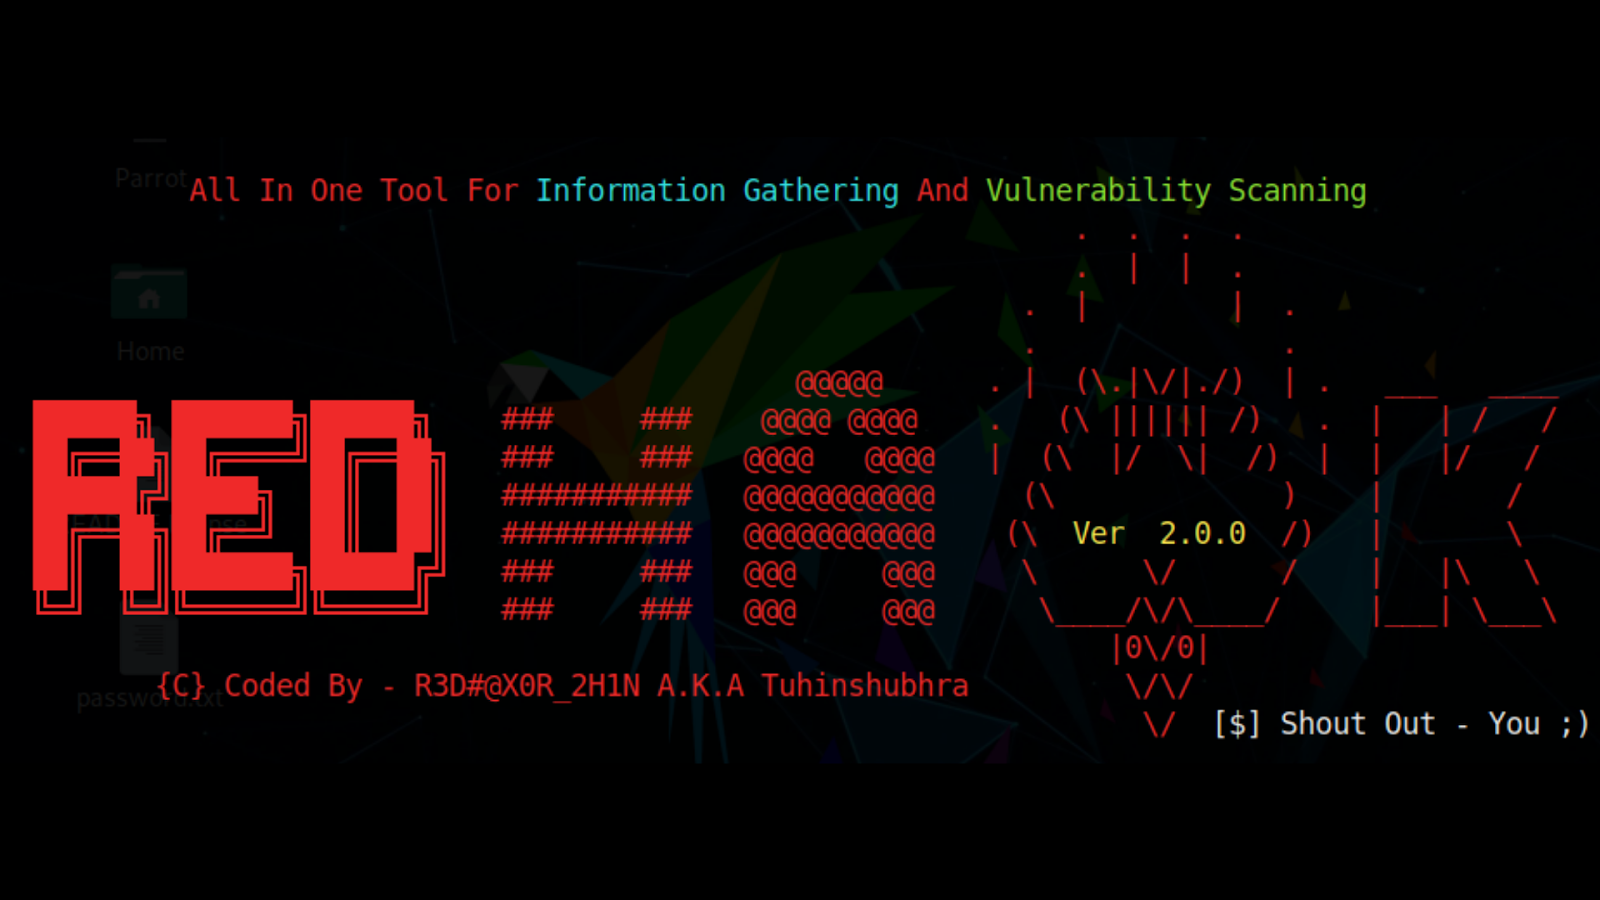 Parrot
All In One Tool For Information Gathering And Vulnerability Scanning
Home
RED HACK
Ver 2.0.0
password.txt
{C} Coded By - R3D#@X0R_2H1N A.K.A Tuhinshubhra
[$] Shout Out - You ;)